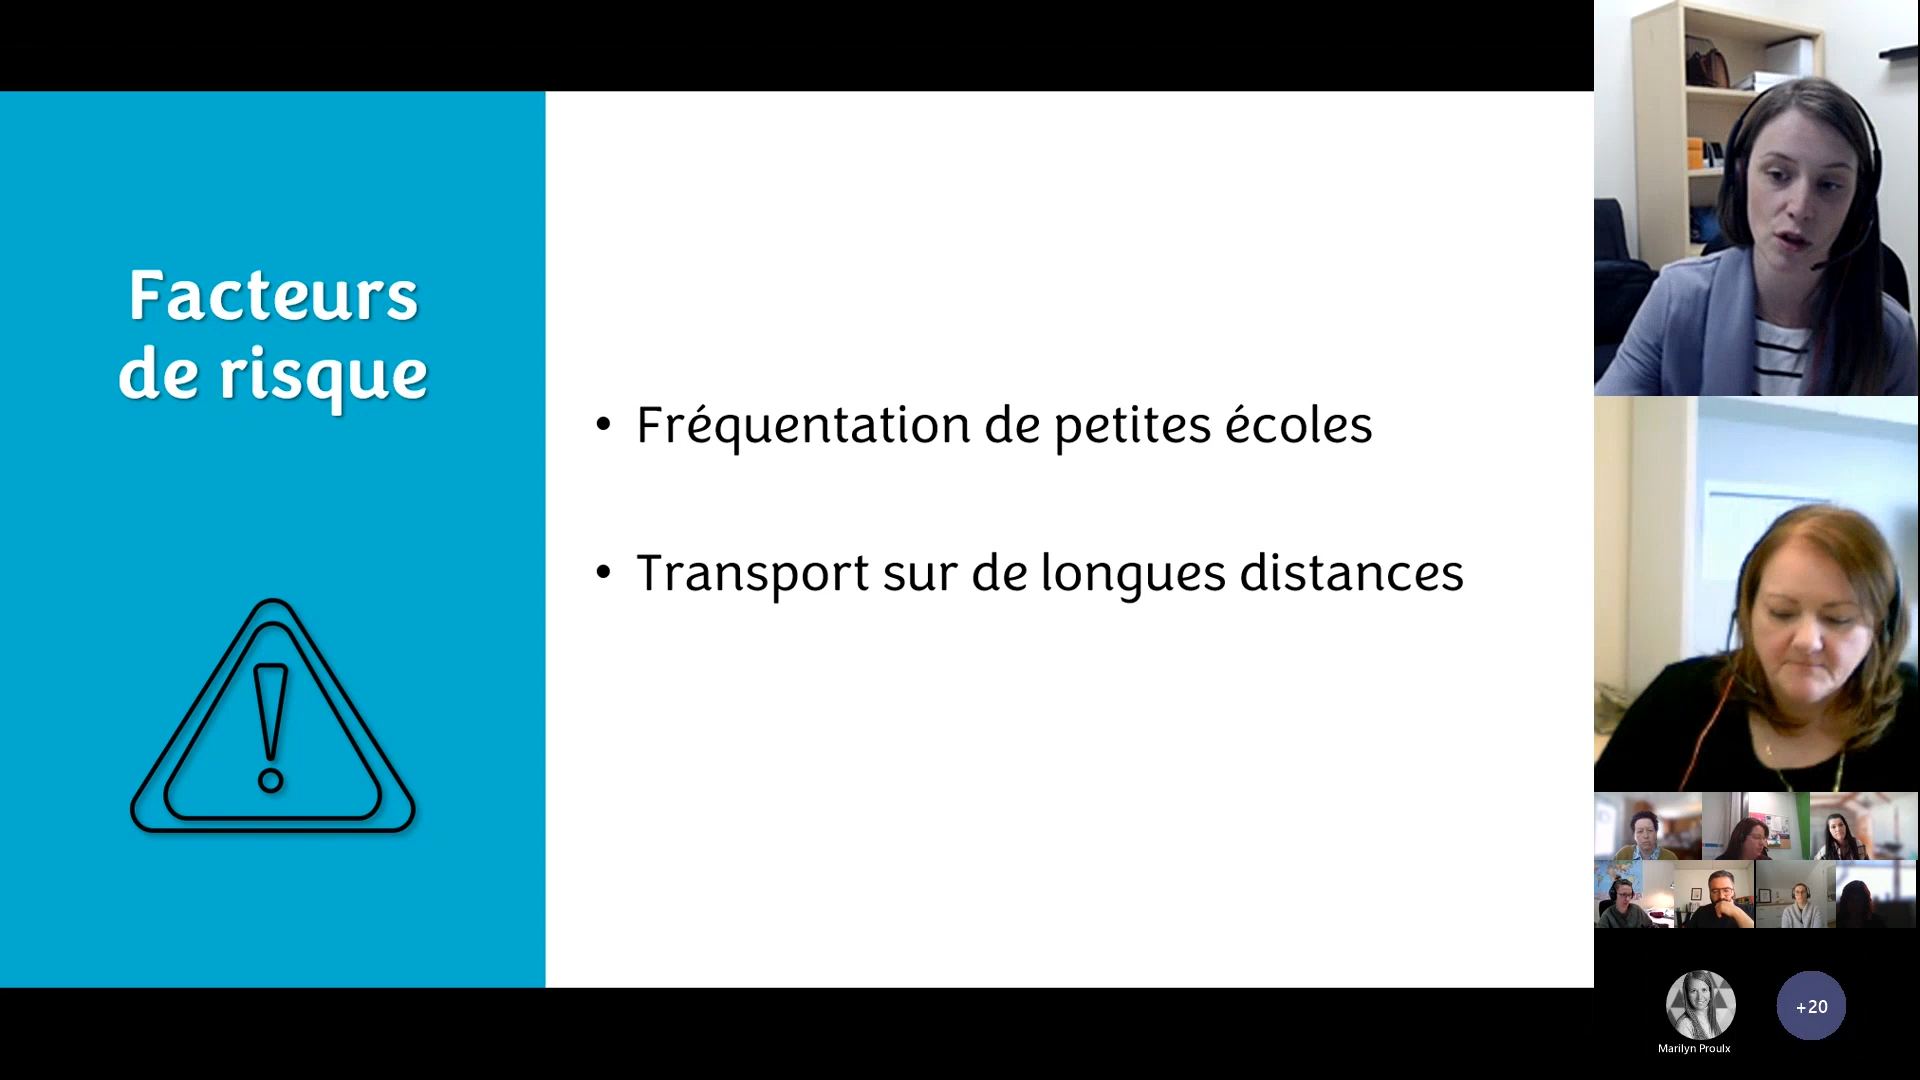 Facteurs
de risque
• Fréquentation de petites écoles
• Transport sur de longues distances
+20
Marilyn Proulx